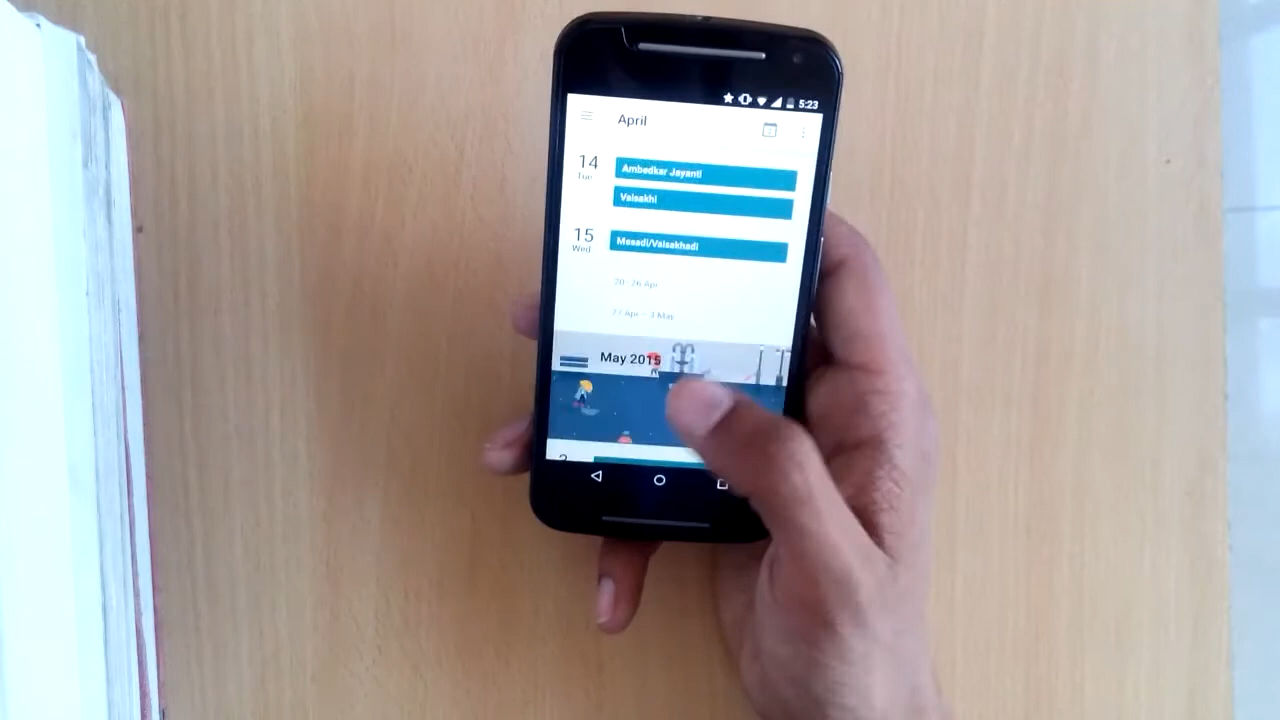 5:23
April
14
Tue
Ambedkar Jayanti
Vaisakhi
15
Wed
Mesadi/Vaisakhadi
20 - 26 Apr
27 Apr - 3 May
May 2015